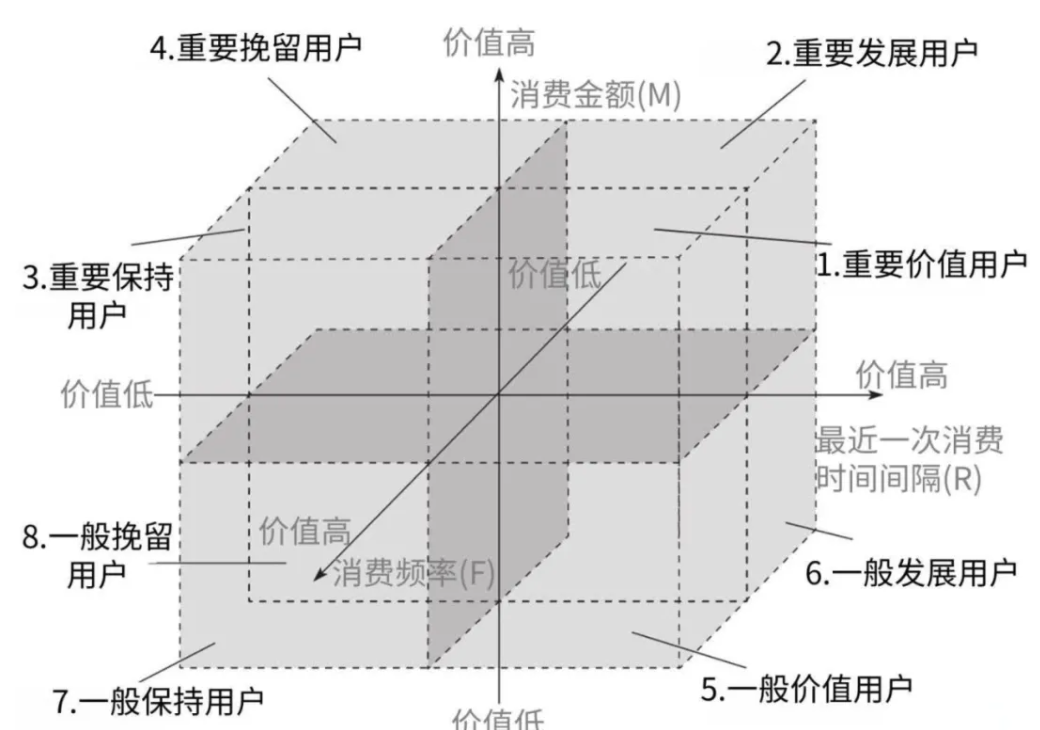 价值高
4.重要挽留用户
2.重要发展用户
消费金额(M)
1.重要价值用户
价值低
3.重要保持
用户
价值低
价值高
最近一次消费
时间间隔(R)
价值高
8.一般挽留
用户
消费频率(F)
6.一般发展用户
5.一般价值用户
7.一般保持用户
价值低